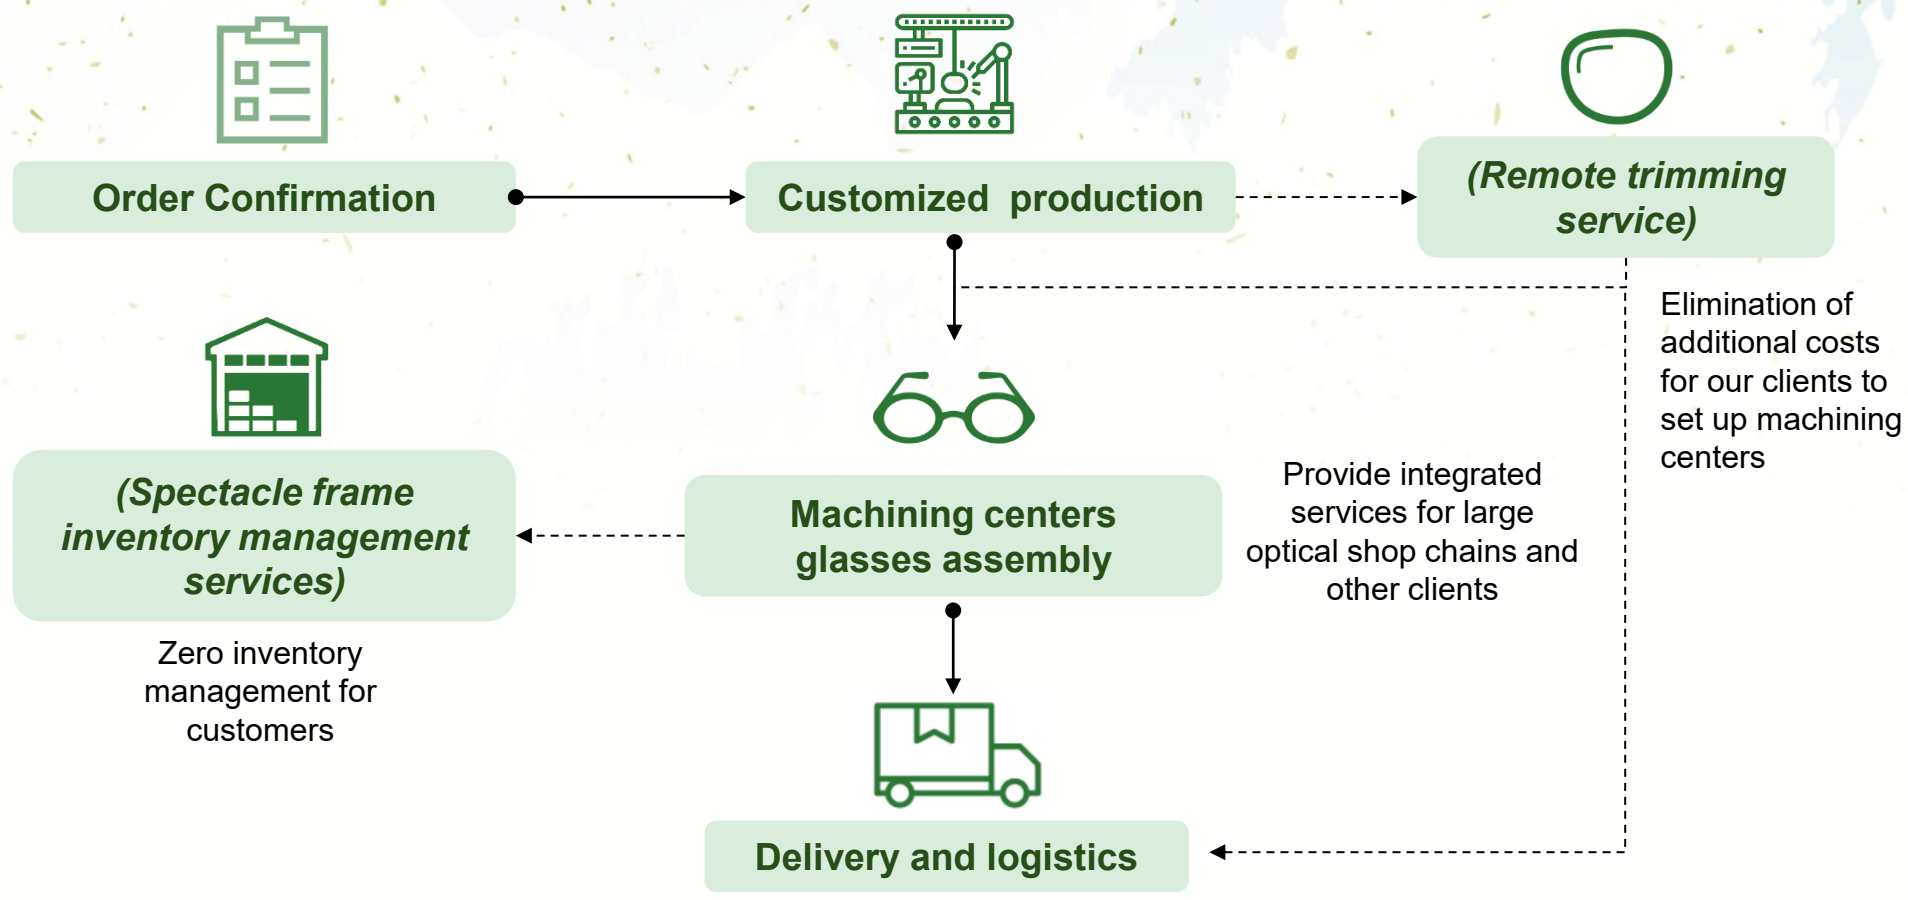 Order Confirmation
Customized production
(Remote trimming
service)
Elimination of
additional costs
for our clients to
set up machining
centers
(Spectacle frame
inventory management
services)
Machining centers
glasses assembly
Provide integrated
services for large
optical shop chains and
other clients
Zero inventory
management for
customers
Delivery and logistics